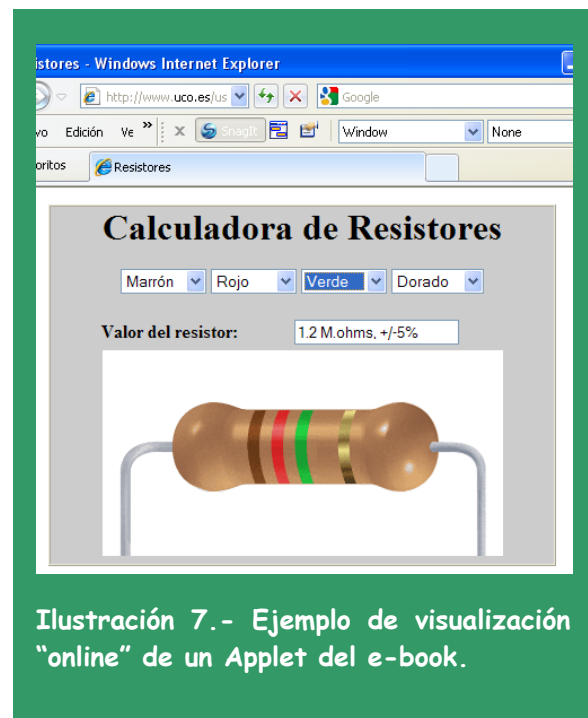 istores - Windows Internet Explorer
http://www.uco.es/us Google
vo Edición Ve » x SnagIt Window None
oritos Resistores
Calculadora de Resistores
Marrón Rojo Verde Dorado
Valor del resistor: 1.2 M.ohms, +/-5%
Ilustración 7.- Ejemplo de visualización
“online” de un Applet del e-book.